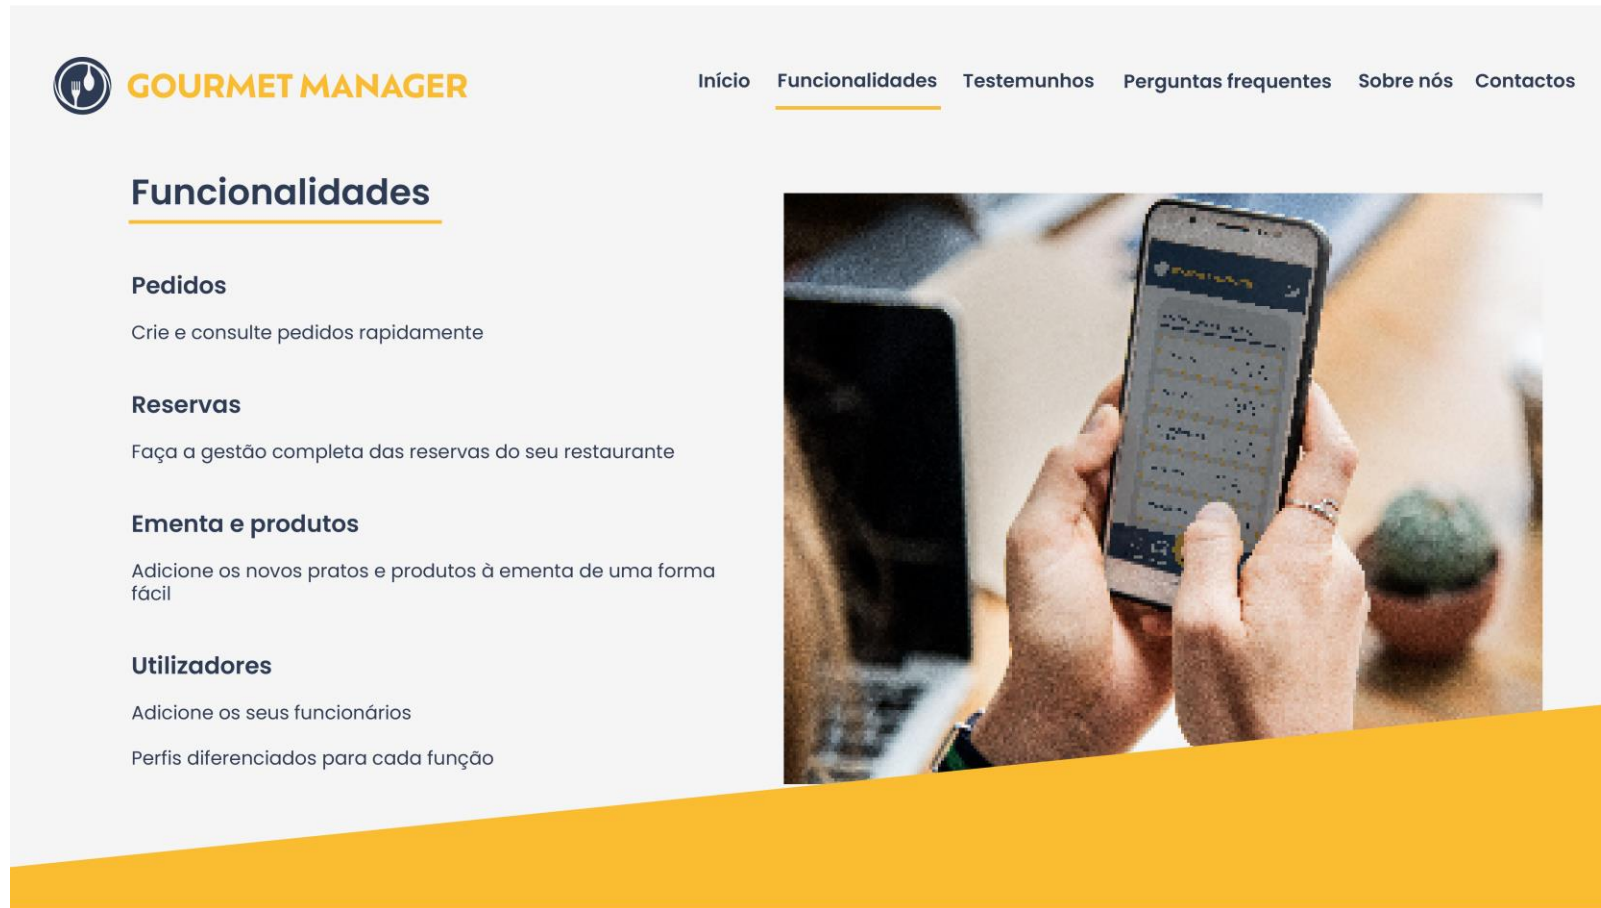 GOURMET MANAGER
Início Funcionalidades Testemunhos Perguntas frequentes Sobre nós Contactos
Funcionalidades
Pedidos
Crie e consulte pedidos rapidamente
Reservas
Faça a gestão completa das reservas do seu restaurante
Ementa e produtos
Adicione os novos pratos e produtos à ementa de uma forma
fácil
Utilizadores
Adicione os seus funcionários
Perfis diferenciados para cada função